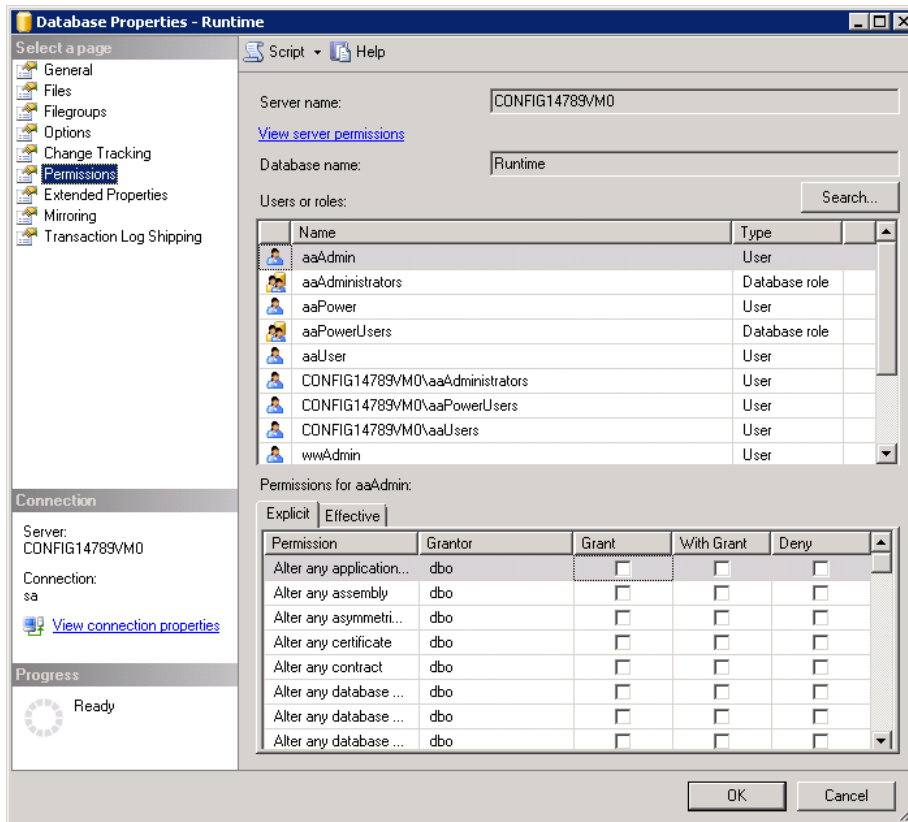 Database Properties - Runtime
Select a page
General
Files
Filegroups
Options
Change Tracking
Permissions
Extended Properties
Mirroring
Transaction Log Shipping
Connection
Server:
CONFIG14789VM0
Connection:
sa
View connection properties
Progress
Ready
Script Help
Server name: CONFIG14789VM0
View server permissions
Database name: Runtime
Users or roles: Search...
Name Type
aaAdmin User
aaAdministrators Database role
aaPower User
aaPowerUsers Database role
aaUser User
CONFIG14789VM0\aaAdministrators User
CONFIG14789VM0\aaPowerUsers User
CONFIG14789VM0\aaUsers User
wwAdmin User
Permissions for aaAdmin:
Explicit Effective
Permission Grantor Grant With Grant Deny
Alter any application... dbo
Alter any assembly dbo
Alter any asymmetri... dbo
Alter any certificate dbo
Alter any contract dbo
Alter any database ... dbo
Alter any database ... dbo
Alter any database ... dbo
OK Cancel